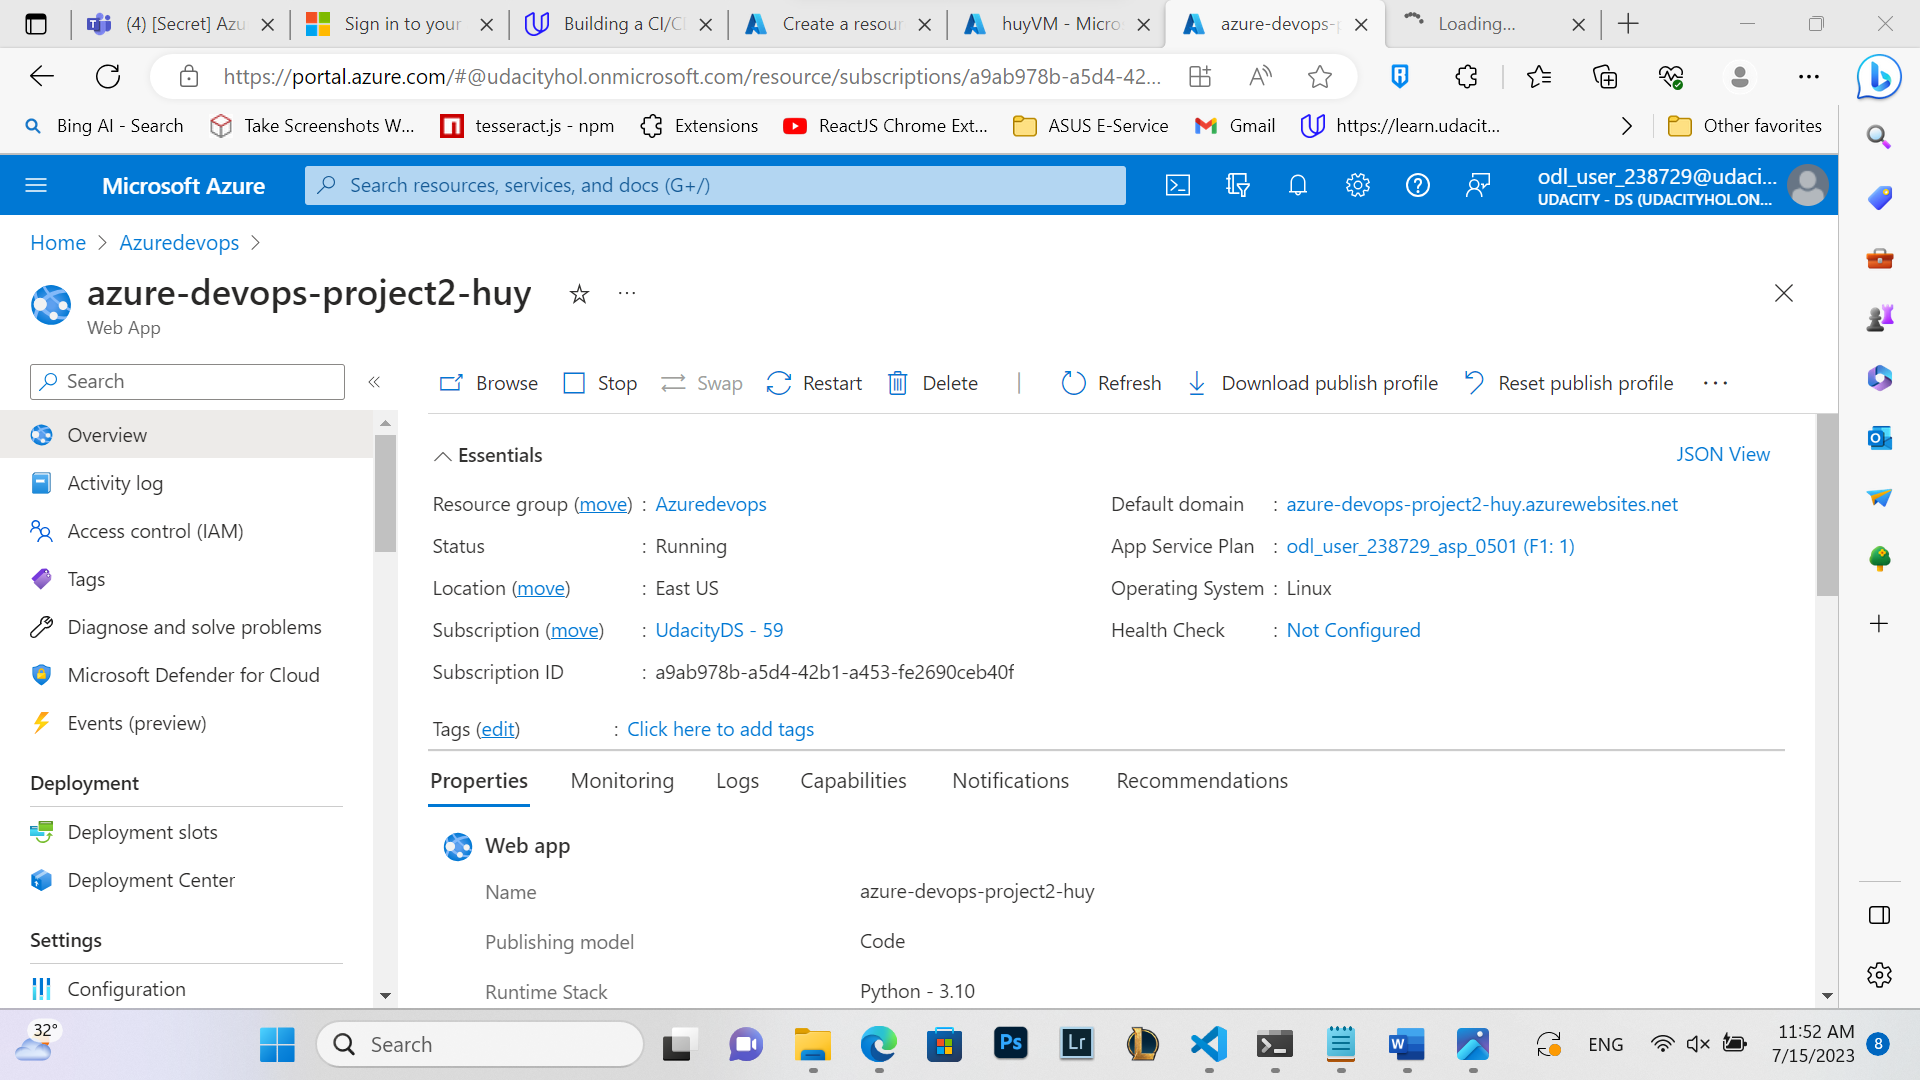 (4) [Secret] Azu
Sign in to your
Building a CI/CD
Create a resour
huyVM - Micros
azure-devops-p
Loading...
https://portal.azure.com/#@udacityhol.onmicrosoft.com/resource/subscriptions/a9ab978b-a5d4-42...
Bing AI - Search
Take Screenshots W...
tesseract.js - npm
Extensions
ReactJS Chrome Ext...
ASUS E-Service
Gmail
https://learn.udacit...
Other favorites
Microsoft Azure
Search resources, services, and docs (G+/)
odl_user_238729@udaci...
UDACITY - DS (UDACITYHOL.ON...
Home
Azuredevops
azure-devops-project2-huy
...
Web App
Search
Browse
Stop
Swap
Restart
Delete
Refresh
Download publish profile
Reset publish profile
...
Overview
Activity log
Access control (IAM)
Tags
Diagnose and solve problems
Microsoft Defender for Cloud
Events (preview)
Deployment
Deployment slots
Deployment Center
Settings
Configuration
Essentials
JSON View
Resource group (move) : Azuredevops
Status : Running
Location (move) : East US
Subscription (move) : UdacityDS - 59
Subscription ID : a9ab978b-a5d4-42b1-a453-fe2690ceb40f
Default domain : azure-devops-project2-huy.azurewebsites.net
App Service Plan : odl_user_238729_asp_0501 (F1: 1)
Operating System : Linux
Health Check : Not Configured
Tags (edit) : Click here to add tags
Properties
Monitoring
Logs
Capabilities
Notifications
Recommendations
Web app
Name azure-devops-project2-huy
Publishing model Code
Runtime Stack Python - 3.10
32°
Search
Ps
Lr
ENG
11:52 AM
7/15/2023
8